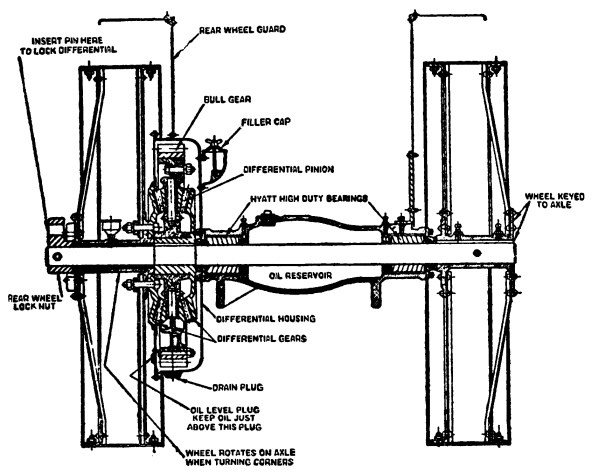 INSERT PIN HERE
TO LOCK DIFFERENTIAL
REAR WHEEL GUARD
BULL GEAR
FILLER CAP
DIFFERENTIAL PINION
HYATT HIGH DUTY BEARINGS
WHEEL KEYED
TO AXLE
OIL RESERVOIR
REAR WHEEL
LOCK NUT
DIFFERENTIAL HOUSING
DIFFERENTIAL GEARS
DRAIN PLUG
OIL LEVEL PLUG
KEEP OIL JUST
ABOVE THIS PLUG
WHEEL ROTATES ON AXLE
WHEN TURNING CORNERS